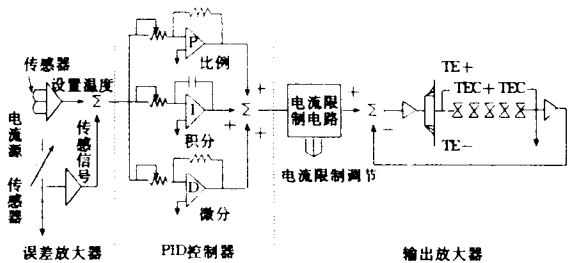 传感器
设置温度
Σ
电流源
传感器
传感信号
误差放大器
P
比例
I
积分
D
微分
+
+
+
Σ
PID控制器
电流限
制电路
电流限制调节
+
Σ
−
TE+
TEC+ TEC−
TE−
输出放大器